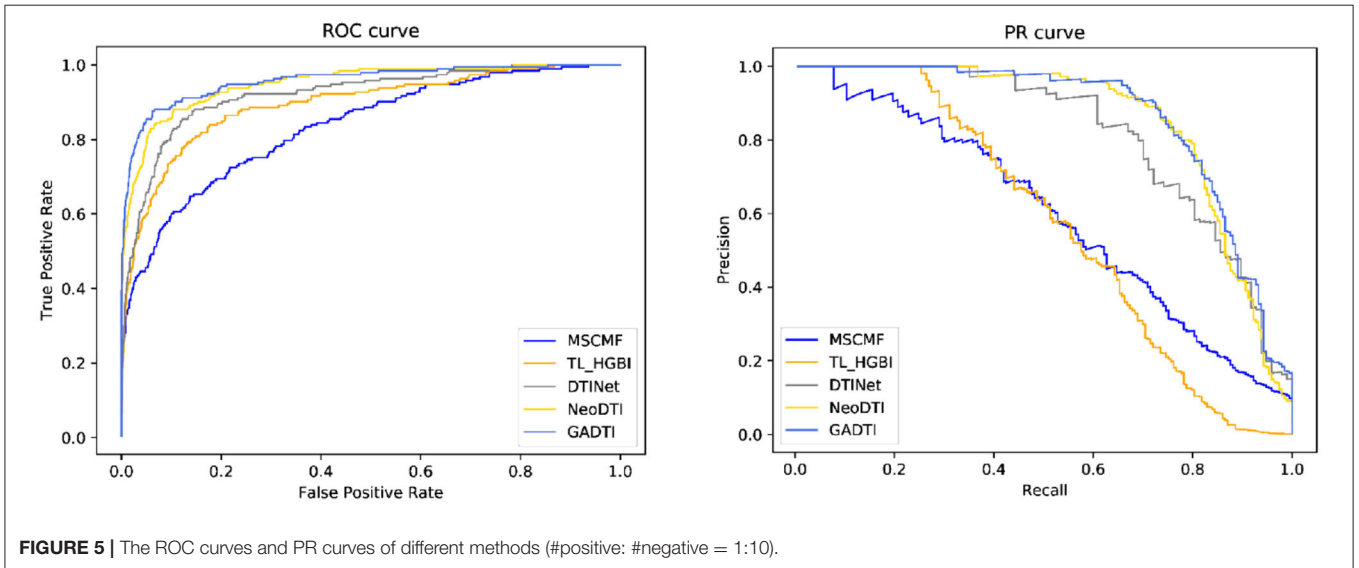 ROC curve
1.0
0.8
0.6
0.4
0.2
0.0
True Positive Rate
0.0 0.2 0.4 0.6 0.8 1.0
False Positive Rate
MSCMF
TL_HGBI
DTINet
NeoDTI
GADTI
PR curve
1.0
0.8
0.6
0.4
0.2
0.0
Precision
0.0 0.2 0.4 0.6 0.8 1.0
Recall
MSCMF
TL_HGBI
DTINet
NeoDTI
GADTI
FIGURE 5 | The ROC curves and PR curves of different methods (#positive: #negative = 1:10).